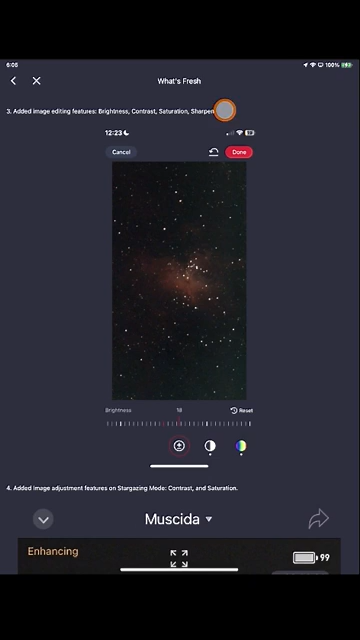 6:05
100%
What's Fresh
3. Added image editing features: Brightness, Contrast, Saturation, Sharpen
12:23
Cancel
Done
Brightness
18
Reset
4. Added image adjustment features on Stargazing Mode: Contrast, and Saturation.
Muscida
Enhancing
99